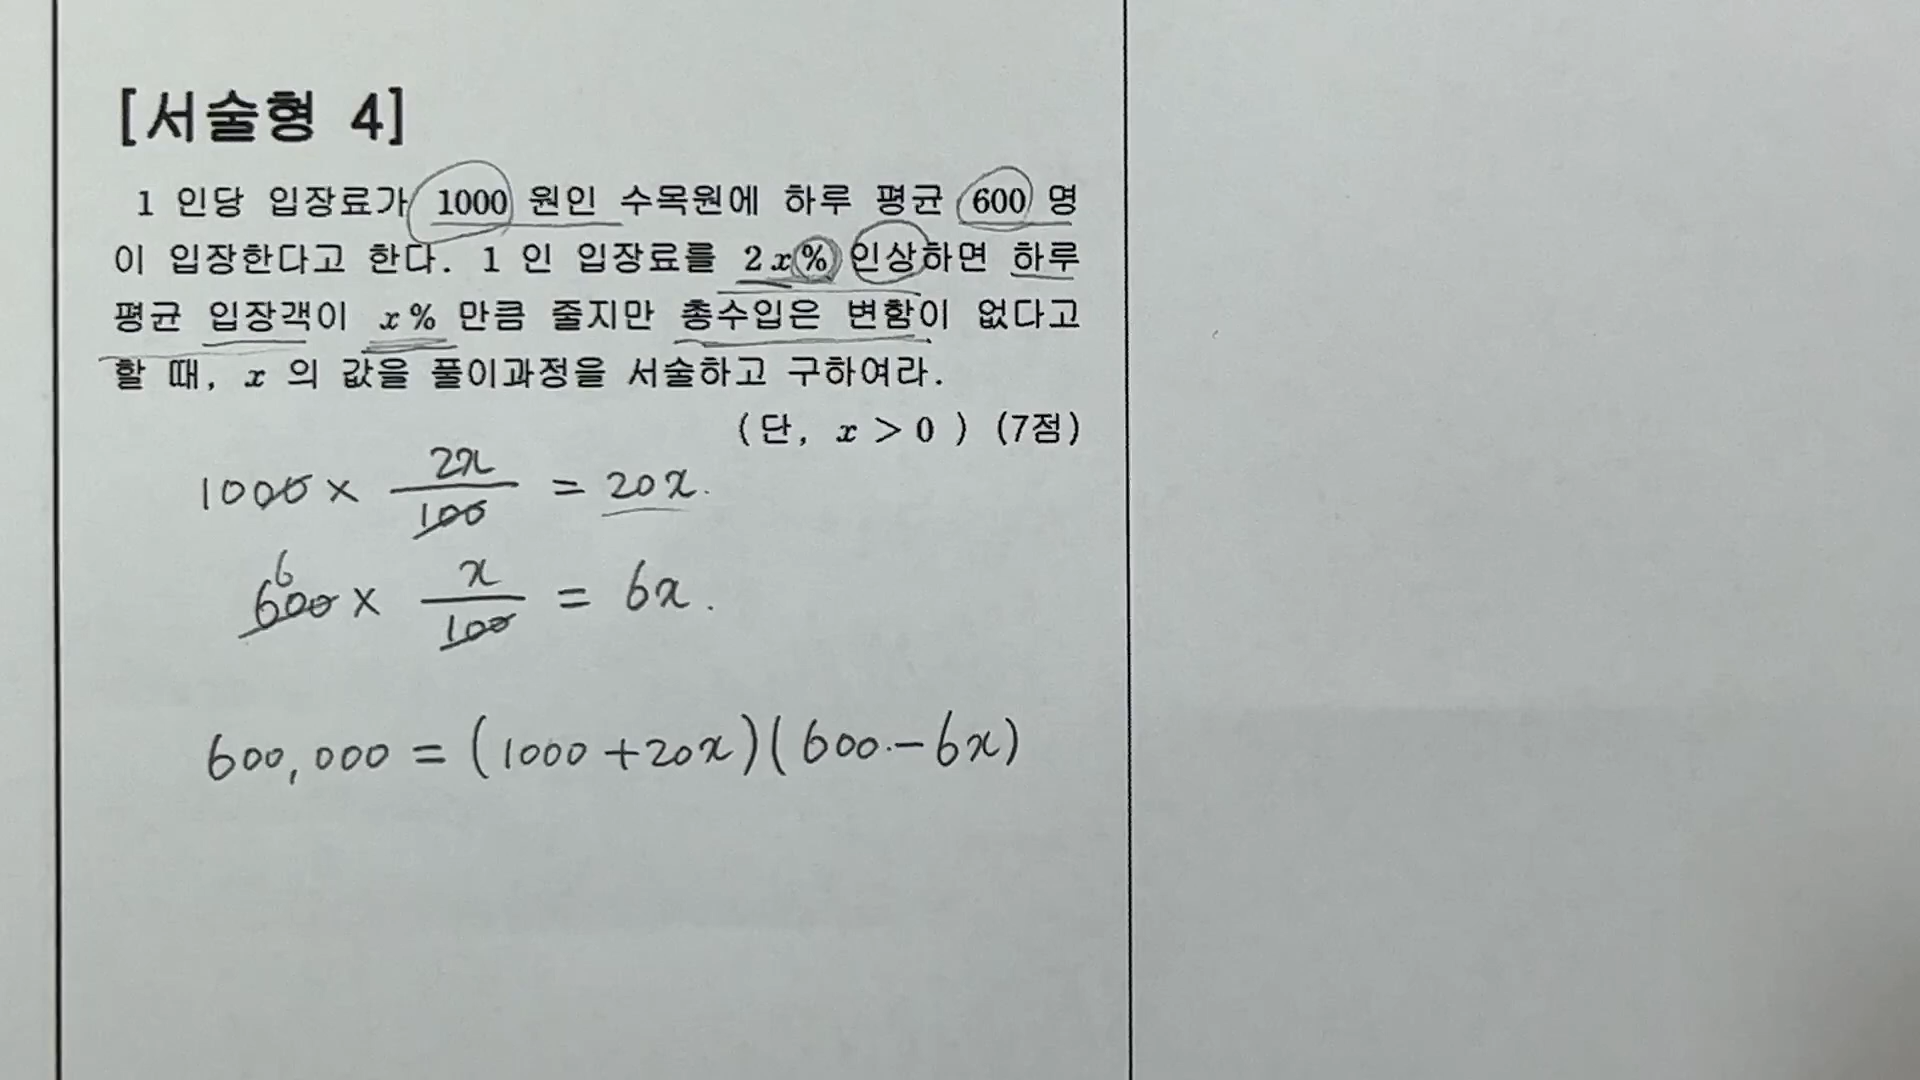 [서술형 4]
1 인당 입장료가 1000 원인 수목원에 하루 평균 600 명
이 입장한다고 한다. 1 인 입장료를 2x% 인상하면 하루
평균 입장객이 x% 만큼 줄지만 총수입은 변함이 없다고
할 때, x 의 값을 풀이과정을 서술하고 구하여라.
(단, x > 0 ) (7점)
1000 × 2x/100 = 20x.
6
600 × x/100 = 6x.
600,000 = (1000 + 20x)(600 - 6x)